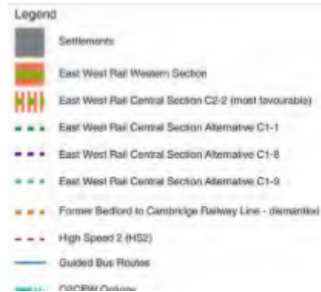 Legend
Settlements
East West Rail Western Section
East West Rail Central Section C2-2 (most favourable)
East West Rail Central Section Alternative C1-1
East West Rail Central Section Alternative C1-8
East West Rail Central Section Alternative C1-9
Former Bedford to Cambridge Railway Line - dismantled
High Speed 2 (HS2)
Guided Bus Routes
Options